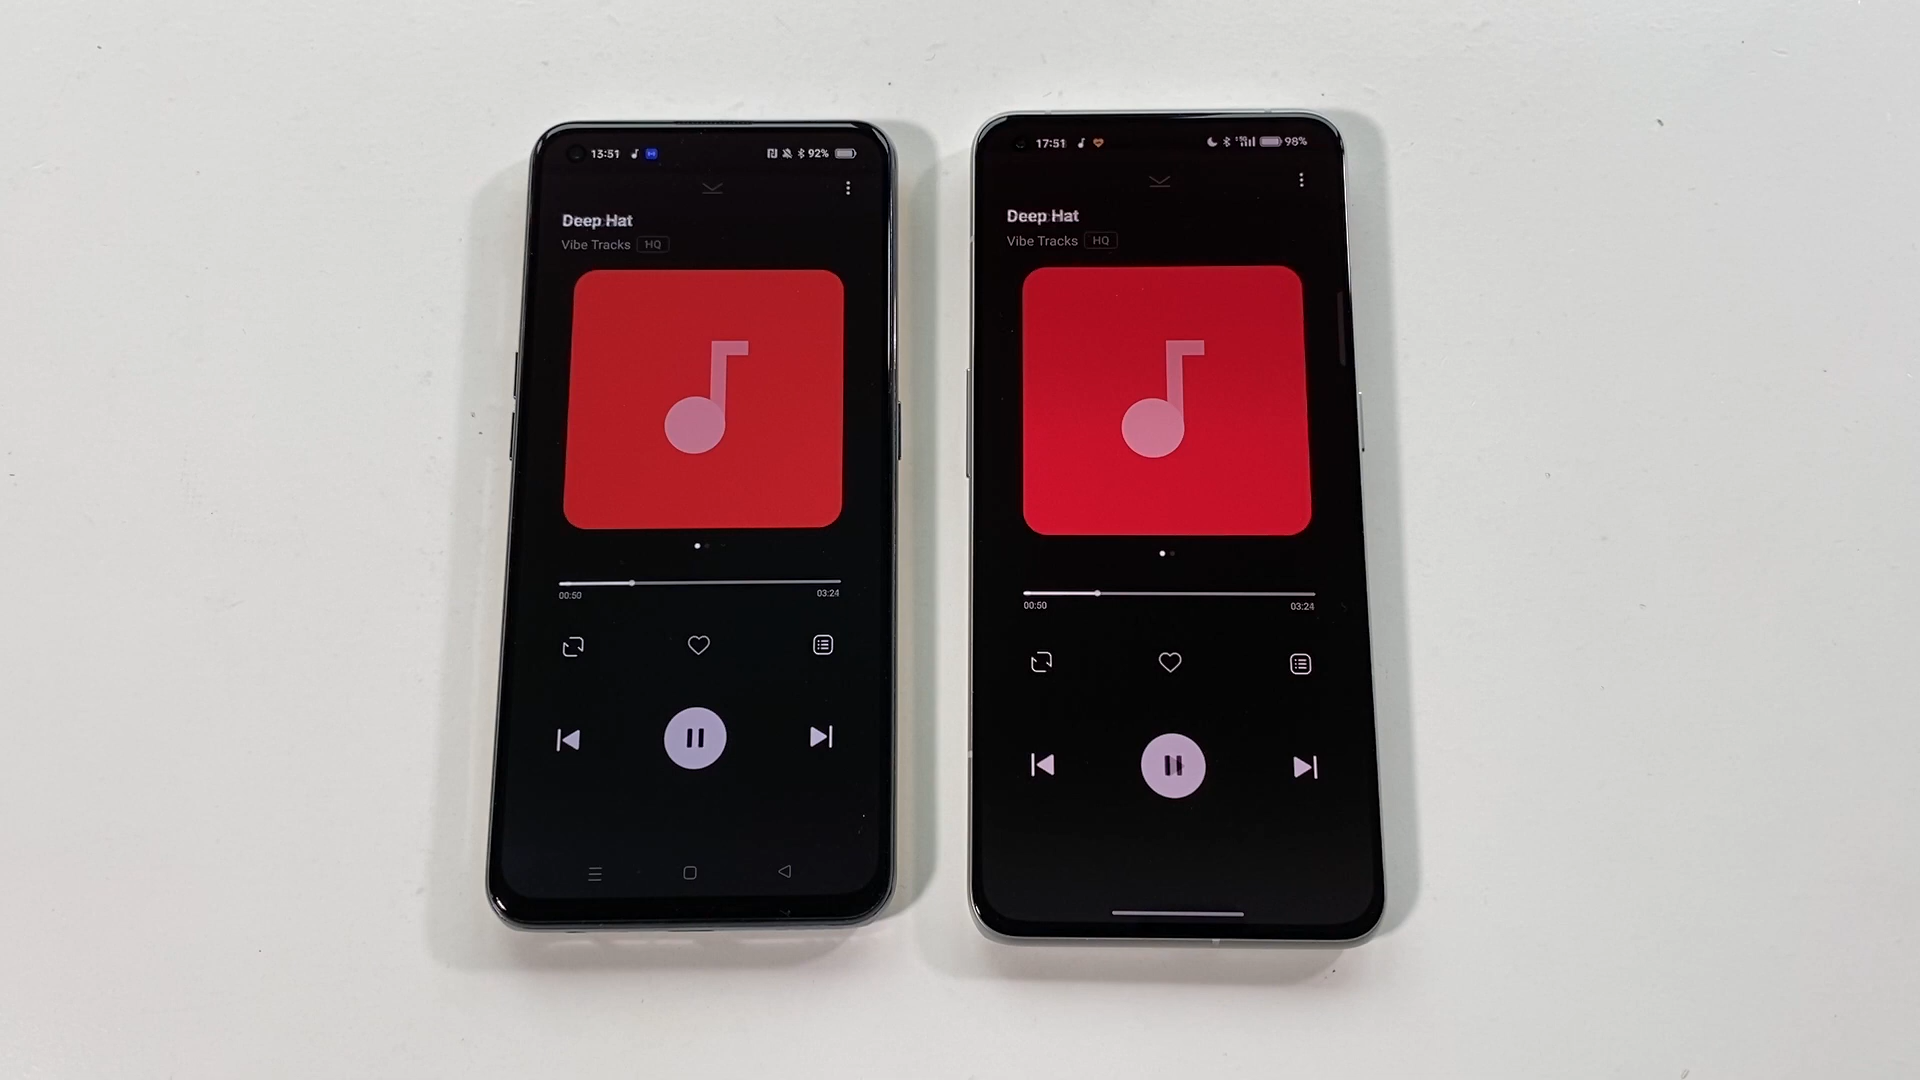 13:51
92%
Deep Hat
Vibe Tracks HQ
00:50
03:24
17:51
98%
Deep Hat
Vibe Tracks HQ
00:50
03:24